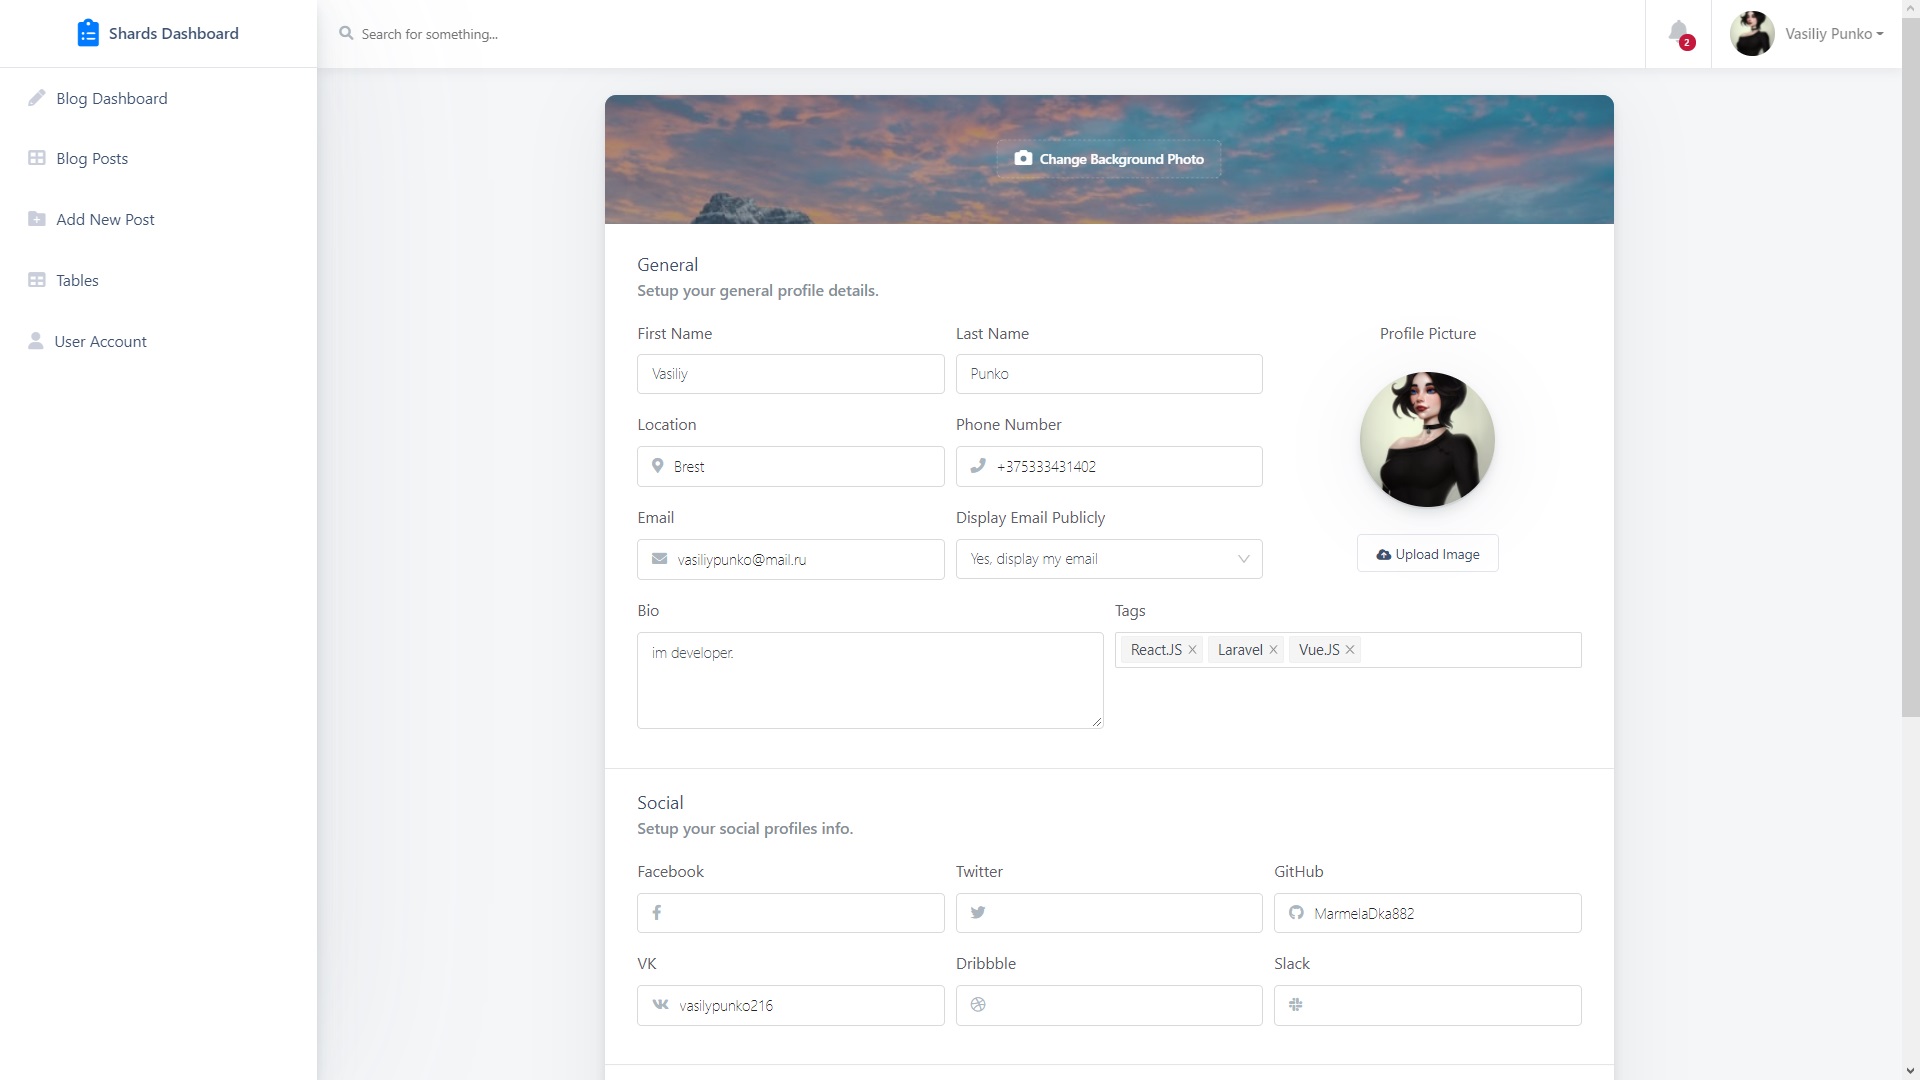 Shards Dashboard
Search for something...
2
Vasiliy Punko
Blog Dashboard
Blog Posts
Add New Post
Tables
User Account
Change Background Photo
General
Setup your general profile details.
First Name
Last Name
Profile Picture
Vasiliy
Punko
Location
Phone Number
Brest
+375333431402
Email
Display Email Publicly
vasiliypunko@mail.ru
Yes, display my email
Upload Image
Bio
Tags
im developer.
React.JS
Laravel
Vue.JS
Social
Setup your social profiles info.
Facebook
Twitter
GitHub
MarmelaDka882
VK
Dribbble
Slack
vasilypunko216